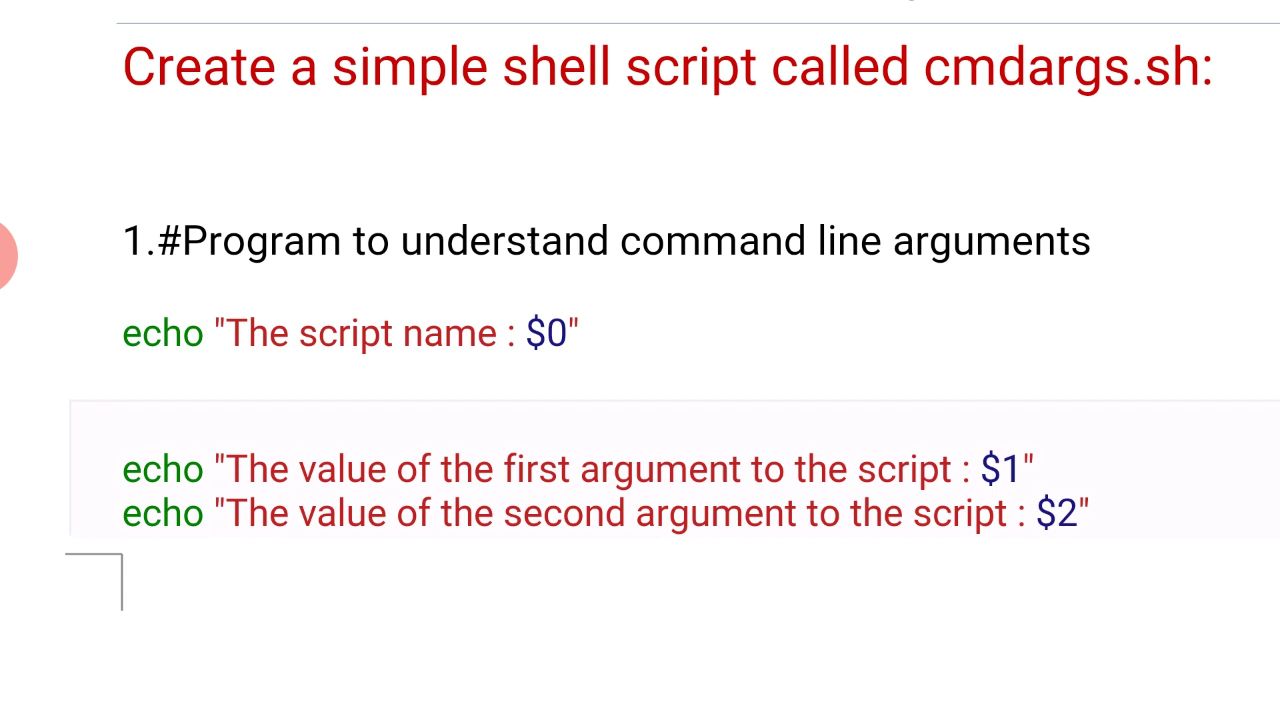 Create a simple shell script called cmdargs.sh:
1.#Program to understand command line arguments
echo "The script name : $0"
echo "The value of the first argument to the script : $1"
echo "The value of the second argument to the script : $2"